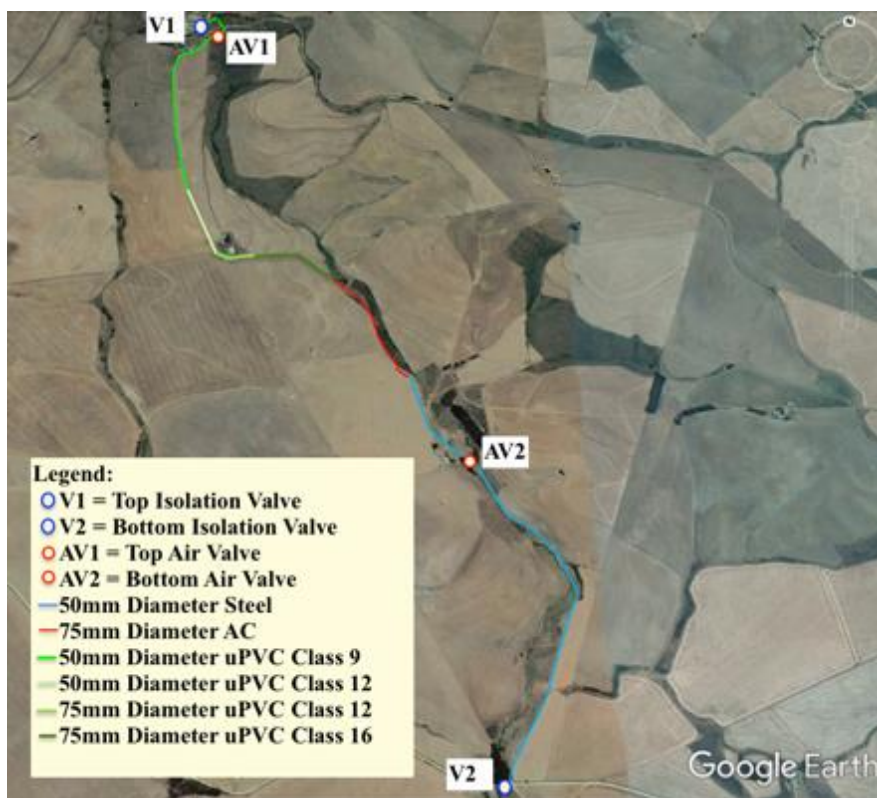 V1
AV1
AV2
Legend:
V1 = Top Isolation Valve
V2 = Bottom Isolation Valve
AV1 = Top Air Valve
AV2 = Bottom Air Valve
50mm Diameter Steel
75mm Diameter AC
50mm Diameter uPVC Class 9
50mm Diameter uPVC Class 12
75mm Diameter uPVC Class 12
75mm Diameter uPVC Class 16
V2
Google Earth